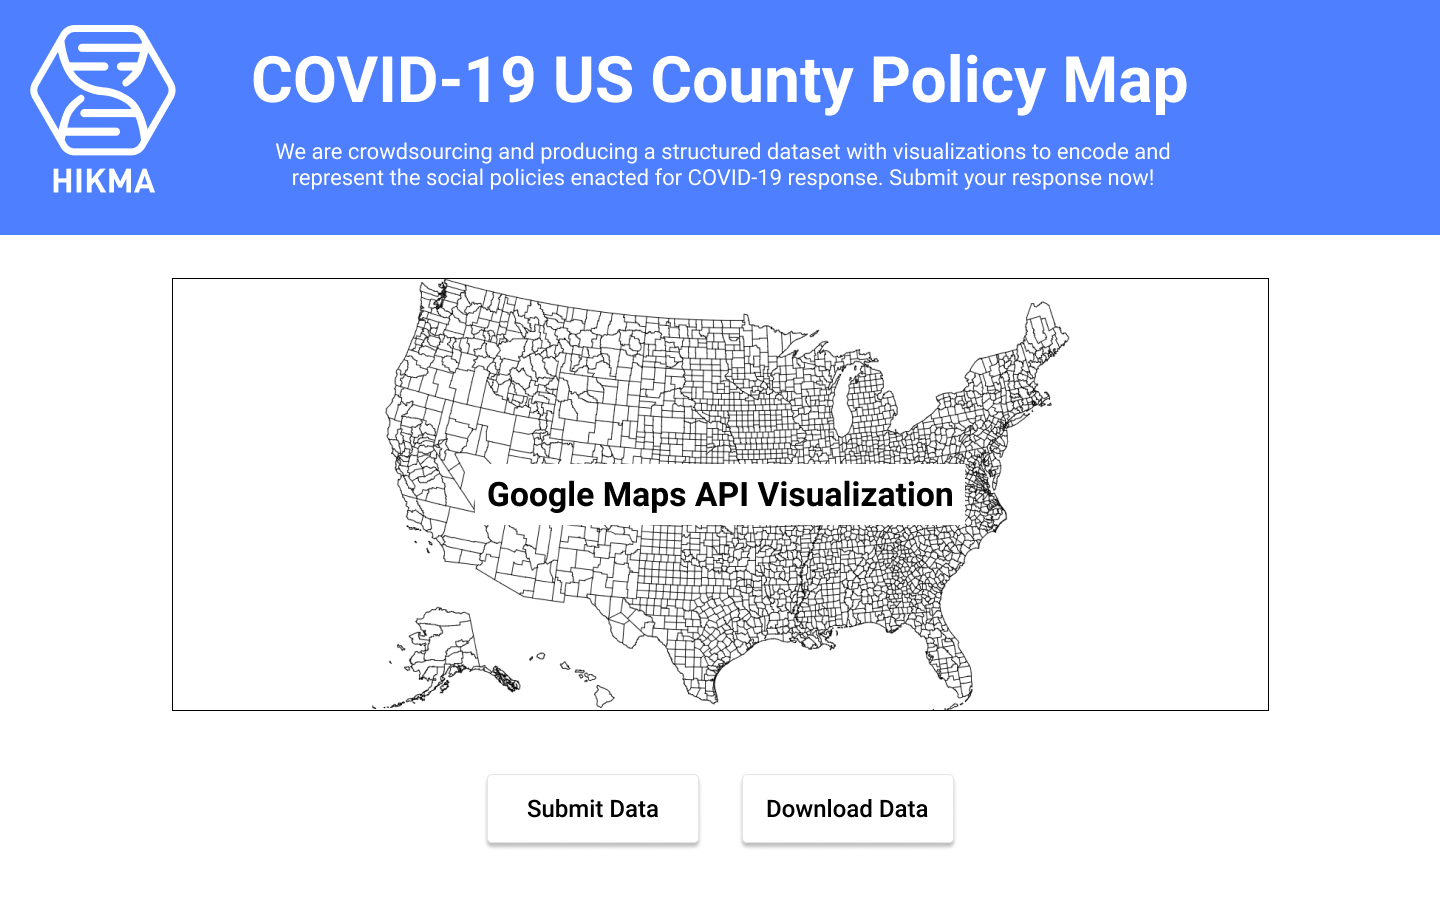 COVID-19 US County Policy Map
We are crowdsourcing and producing a structured dataset with visualizations to encode and
represent the social policies enacted for COVID-19 response. Submit your response now!
HIKMA
Google Maps API Visualization
Submit Data
Download Data